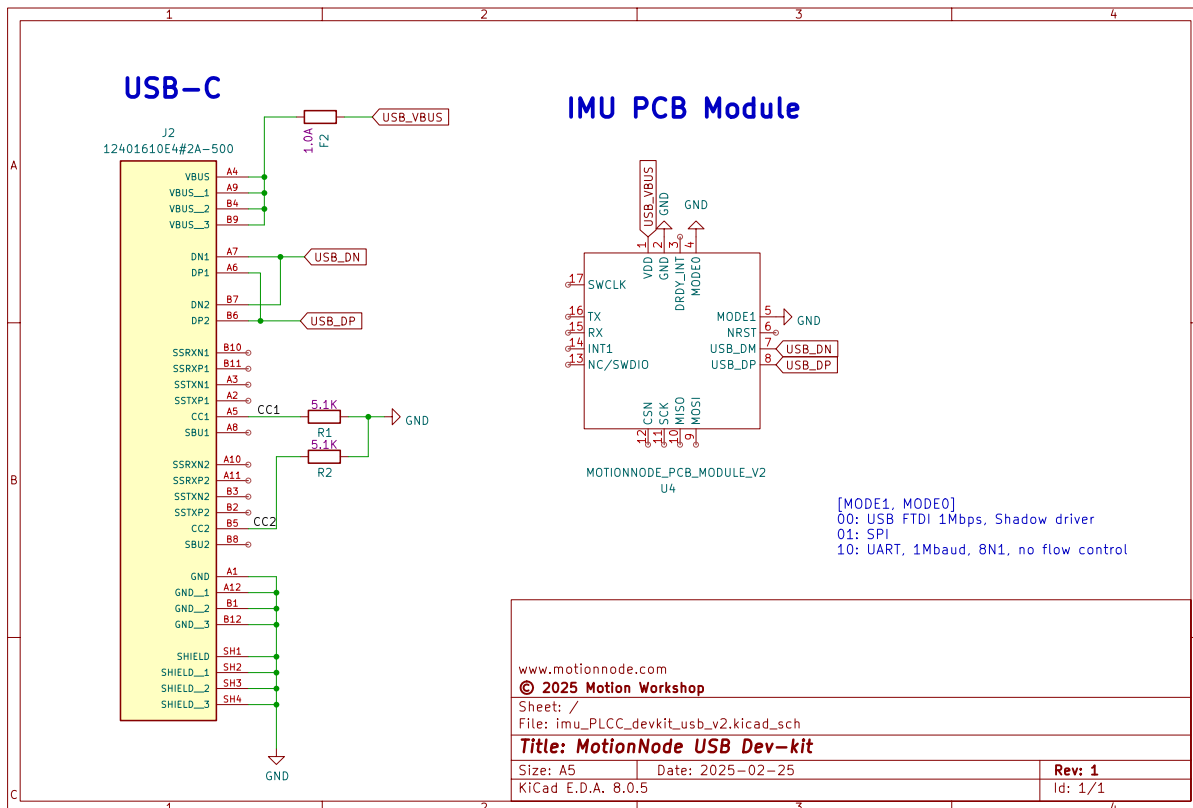 1 2 3 4
USB-C
IMU PCB Module
USB_VBUS
1.0A
F2
J2
12401610E4#2A-500
A
VBUS A4
VBUS__1 A9
VBUS__2 B4
VBUS__3 B9
DN1 A7
USB_DN
DP1 A6
DN2 B7
DP2 B6
USB_DP
SSRXN1 B10
SSRXP1 B11
SSTXN1 A3
SSTXP1 A2
CC1 A5
CC1
5.1K
R1
GND
SBU1 A8
5.1K
R2
SSRXN2 A10
SSRXP2 A11
SSTXN2 B3
SSTXP2 B2
CC2 B5
CC2
SBU2 B8
B
GND A1
GND__1 A12
GND__2 B1
GND__3 B12
SHIELD SH1
SHIELD__1 SH2
SHIELD__2 SH3
SHIELD__3 SH4
GND
USB_VBUS
GND
GND
1 2 3 4
VDD GND DRDY_INT MODE0
17 SWCLK
16 TX
15 RX
14 INT1
13 NC/SWDIO
MODE1 5 GND
NRST 6
USB_DM 7 USB_DN
USB_DP 8 USB_DP
CSN SCK MISO MOSI
12 11 10 9
MOTIONNODE_PCB_MODULE_V2
U4
[MODE1, MODE0]
00: USB FTDI 1Mbps, Shadow driver
01: SPI
10: UART, 1Mbaud, 8N1, no flow control
www.motionnode.com
© 2025 Motion Workshop
Sheet: /
File: imu_PLCC_devkit_usb_v2.kicad_sch
Title: MotionNode USB Dev-kit
Size: A5 Date: 2025-02-25 Rev: 1
KiCad E.D.A. 8.0.5 Id: 1/1
C
1 2 3 4